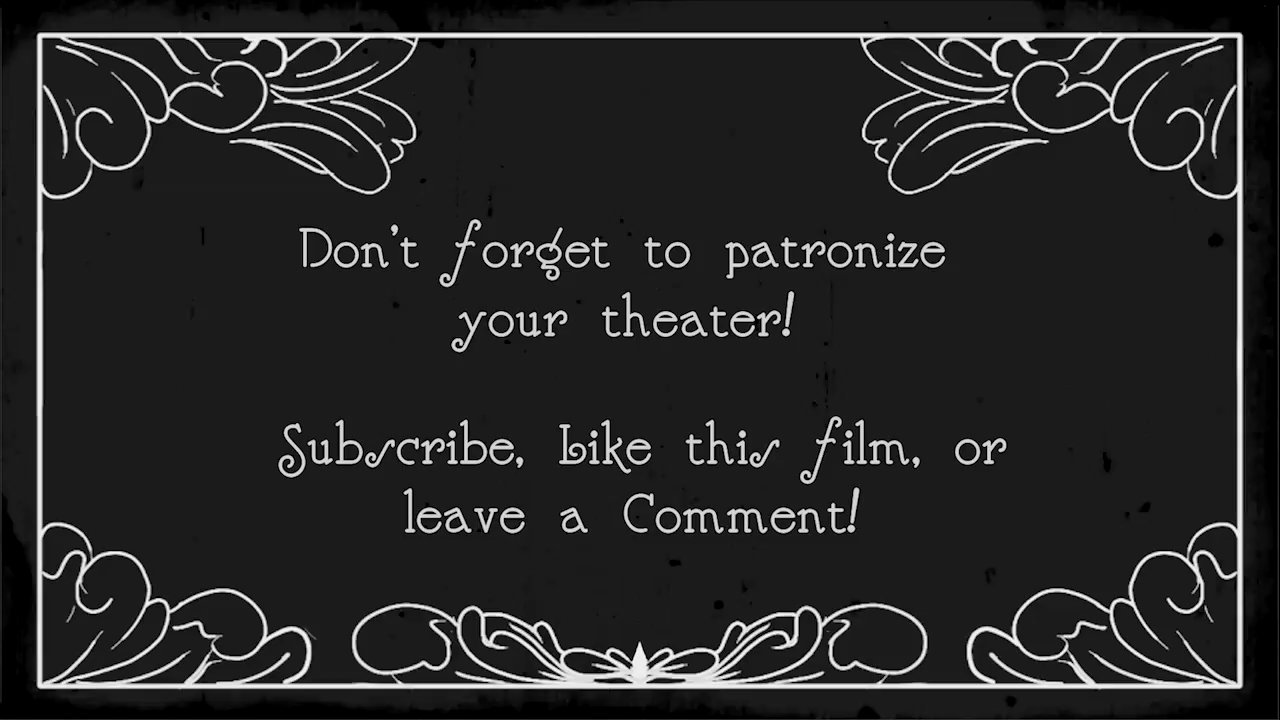 Don't forget to patronize
your theater!
Subscribe, Like this film, or
leave a Comment!